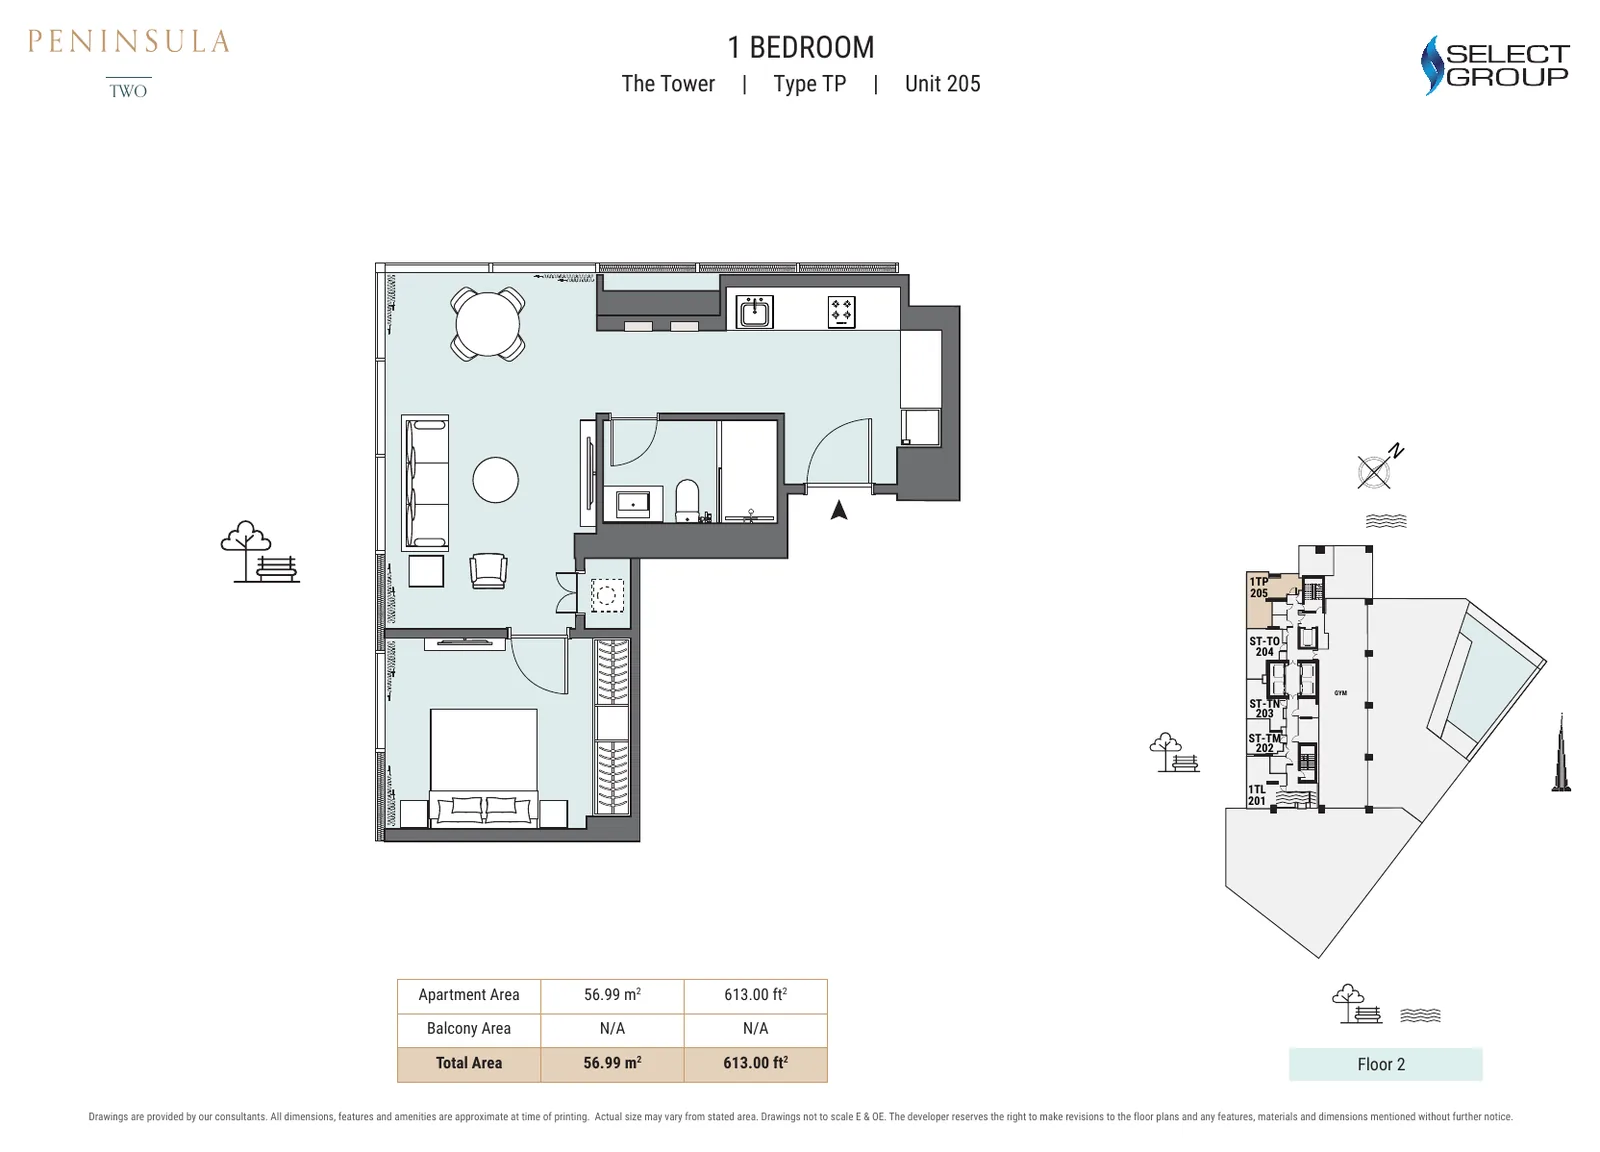 PENINSULA
TWO
1 BEDROOM
The Tower | Type TP | Unit 205
SELECT
GROUP
N
1TP
205
ST-TO
204
GYM
ST-TN
203
ST-TM
202
1TL
201
Apartment Area 56.99 m² 613.00 ft²
Balcony Area N/A N/A
Total Area 56.99 m² 613.00 ft²
Floor 2
Drawings are provided by our consultants. All dimensions, features and amenities are approximate at time of printing. Actual size may vary from stated area. Drawings not to scale E & OE. The developer reserves the right to make revisions to the floor plans and any features, materials and dimensions mentioned without further notice.